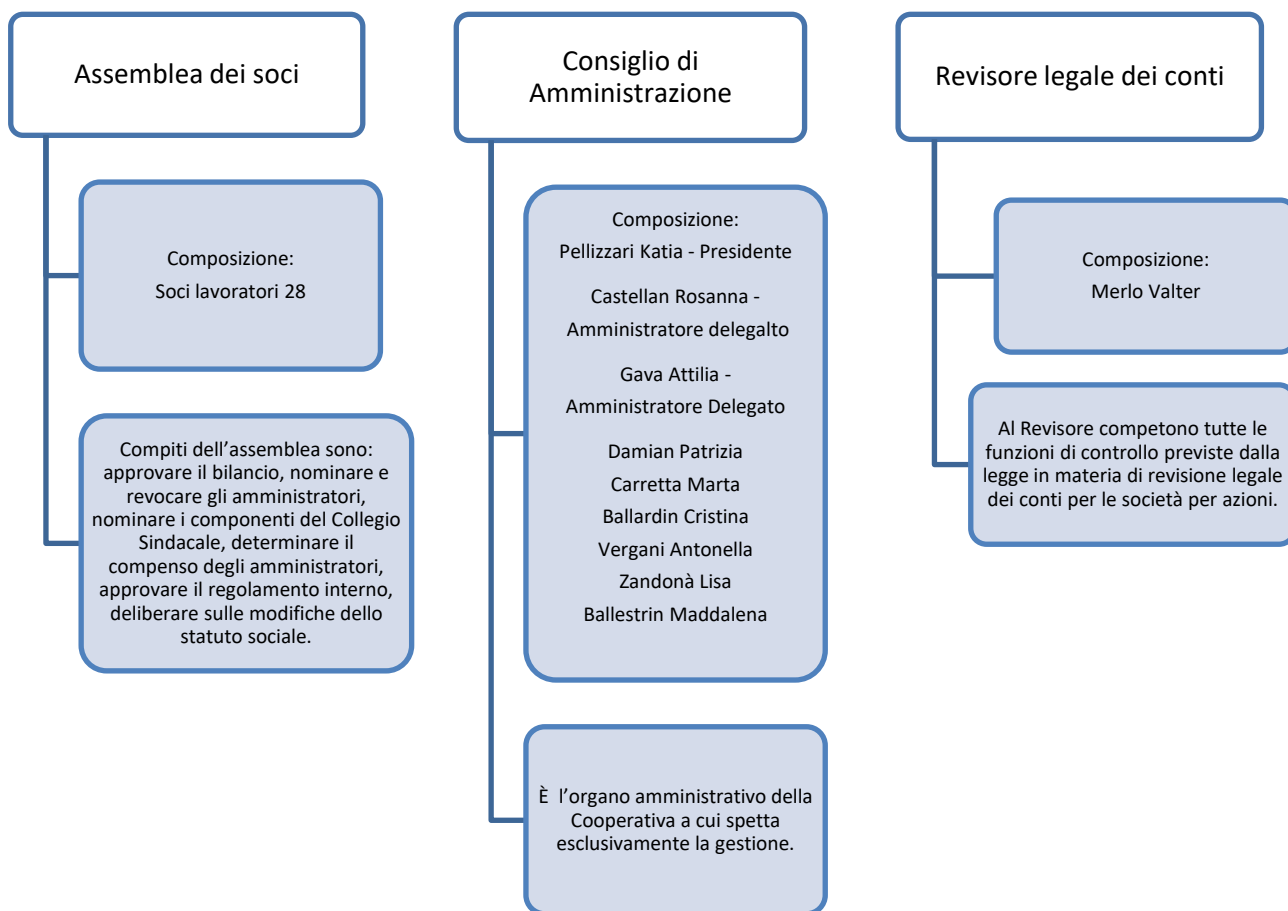 Assemblea dei soci
Composizione:
Soci lavoratori 28
Compiti dell’assemblea sono:
approvare il bilancio, nominare e
revocare gli amministratori,
nominare i componenti del Collegio
Sindacale, determinare il
compenso degli amministratori,
approvare il regolamento interno,
deliberare sulle modifiche dello
statuto sociale.
Consiglio di
Amministrazione
Composizione:
Pellizzari Katia - Presidente
Castellan Rosanna -
Amministratore delegalto
Gava Attilia -
Amministratore Delegato
Damian Patrizia
Carretta Marta
Ballardin Cristina
Vergani Antonella
Zandonà Lisa
Ballestrin Maddalena
È l’organo amministrativo della
Cooperativa a cui spetta
esclusivamente la gestione.
Revisore legale dei conti
Composizione:
Merlo Valter
Al Revisore competono tutte le
funzioni di controllo previste dalla
legge in materia di revisione legale
dei conti per le società per azioni.